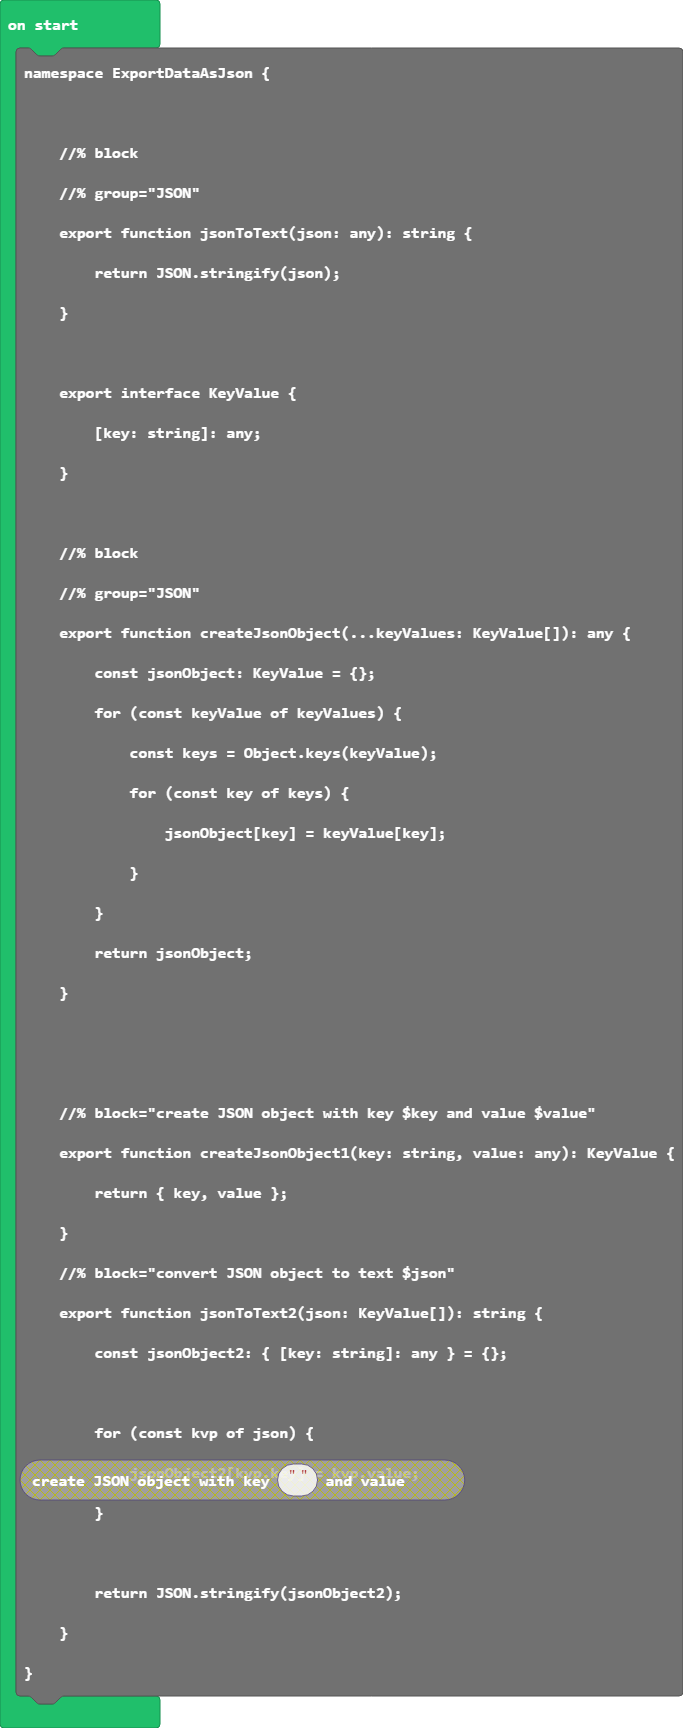 on start
namespace ExportDataAsJson {
//% block
//% group="JSON"
export function jsonToText(json: any): string {
return JSON.stringify(json);
}
export interface KeyValue {
[key: string]: any;
}
//% block
//% group="JSON"
export function createJsonObject(...keyValues: KeyValue[]): any {
const jsonObject: KeyValue = {};
for (const keyValue of keyValues) {
const keys = Object.keys(keyValue);
for (const key of keys) {
jsonObject[key] = keyValue[key];
}
}
return jsonObject;
}
//% block="create JSON object with key $key and value $value"
export function createJsonObject1(key: string, value: any): KeyValue {
return { key, value };
}
//% block="convert JSON object to text $json"
export function jsonToText2(json: KeyValue[]): string {
const jsonObject2: { [key: string]: any } = {};
for (const kvp of json) {
jsonObject2[kvp.k = kvp.value;
create JSON object with key " " and value
}
return JSON.stringify(jsonObject2);
}
}